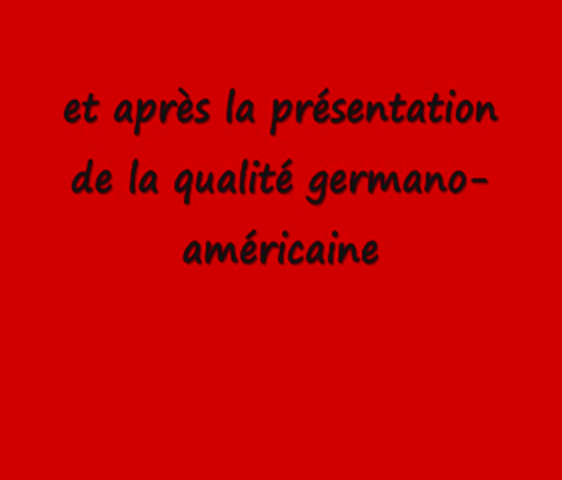 et après la présentation
de la qualité germano-
américaine